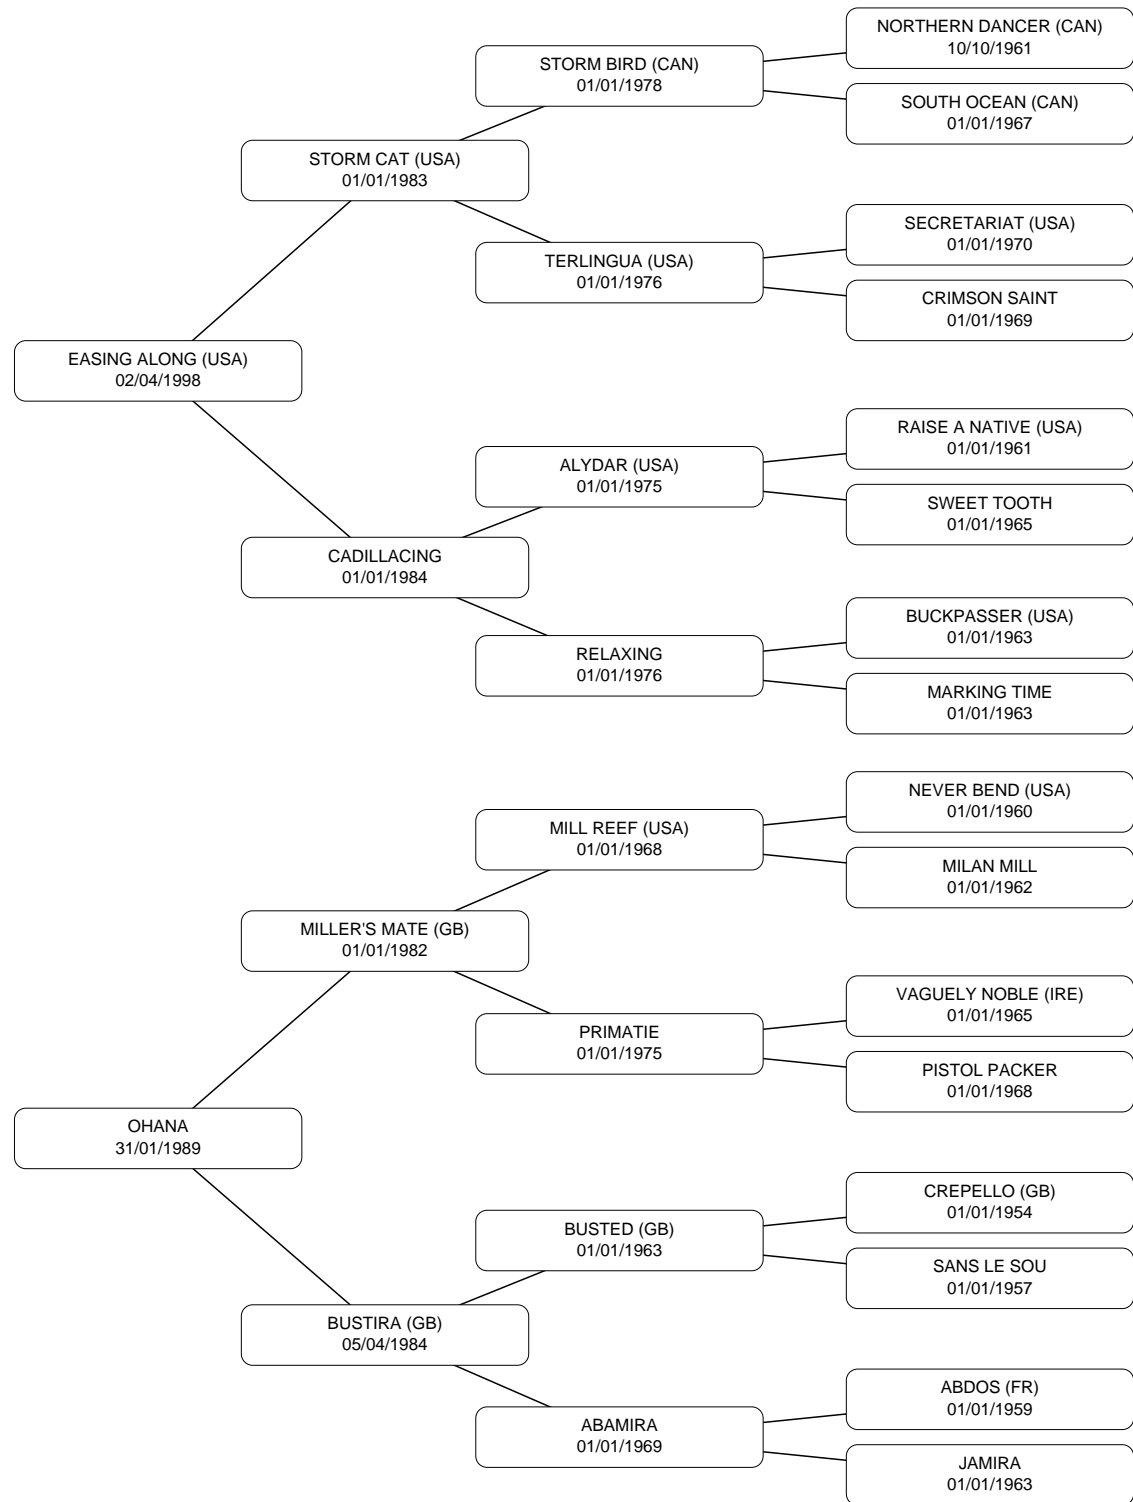 NORTHERN DANCER (CAN)
10/10/1961
STORM BIRD (CAN)
01/01/1978
SOUTH OCEAN (CAN)
01/01/1967
STORM CAT (USA)
01/01/1983
SECRETARIAT (USA)
01/01/1970
TERLINGUA (USA)
01/01/1976
CRIMSON SAINT
01/01/1969
EASING ALONG (USA)
02/04/1998
RAISE A NATIVE (USA)
01/01/1961
ALYDAR (USA)
01/01/1975
SWEET TOOTH
01/01/1965
CADILLACING
01/01/1984
BUCKPASSER (USA)
01/01/1963
RELAXING
01/01/1976
MARKING TIME
01/01/1963
NEVER BEND (USA)
01/01/1960
MILL REEF (USA)
01/01/1968
MILAN MILL
01/01/1962
MILLER'S MATE (GB)
01/01/1982
VAGUELY NOBLE (IRE)
01/01/1965
PRIMATIE
01/01/1975
PISTOL PACKER
01/01/1968
OHANA
31/01/1989
CREPELLO (GB)
01/01/1954
BUSTED (GB)
01/01/1963
SANS LE SOU
01/01/1957
BUSTIRA (GB)
05/04/1984
ABDOS (FR)
01/01/1959
ABAMIRA
01/01/1969
JAMIRA
01/01/1963